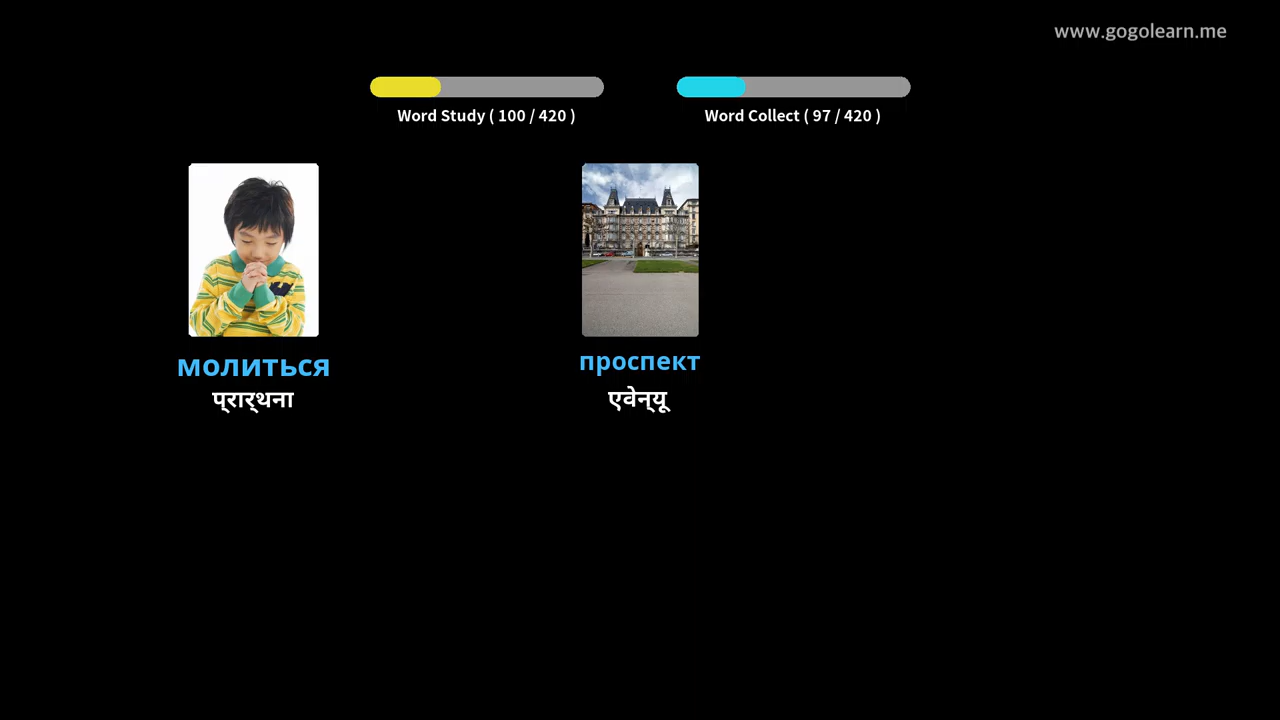 www.gogolearn.me
Word Study ( 100 / 420 )
Word Collect ( 97 / 420 )
молиться
प्रार्थना
проспект
एवेन्यू